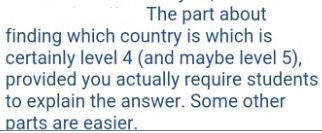 The part about
finding which country is which is
certainly level 4 (and maybe level 5),
provided you actually require students
to explain the answer. Some other
parts are easier.